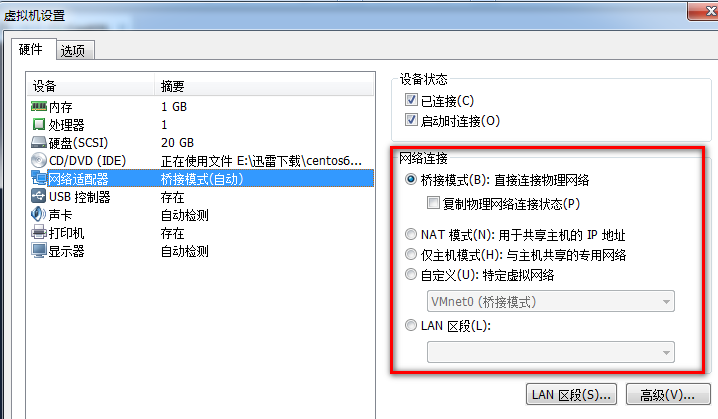 虚拟机设置
硬件 选项
设备 摘要
内存 1 GB
处理器 1
硬盘(SCSI) 20 GB
CD/DVD (IDE) 正在使用文件 E:\迅雷下载\centos6...
网络适配器 桥接模式(自动)
USB 控制器 存在
声卡 自动检测
打印机 存在
显示器 自动检测
设备状态
已连接(C)
启动时连接(O)
网络连接
桥接模式(B): 直接连接物理网络
复制物理网络连接状态(P)
NAT 模式(N): 用于共享主机的 IP 地址
仅主机模式(H): 与主机共享的专用网络
自定义(U): 特定虚拟网络
VMnet0 (桥接模式)
LAN 区段(L):
LAN 区段(S)... 高级(V)...